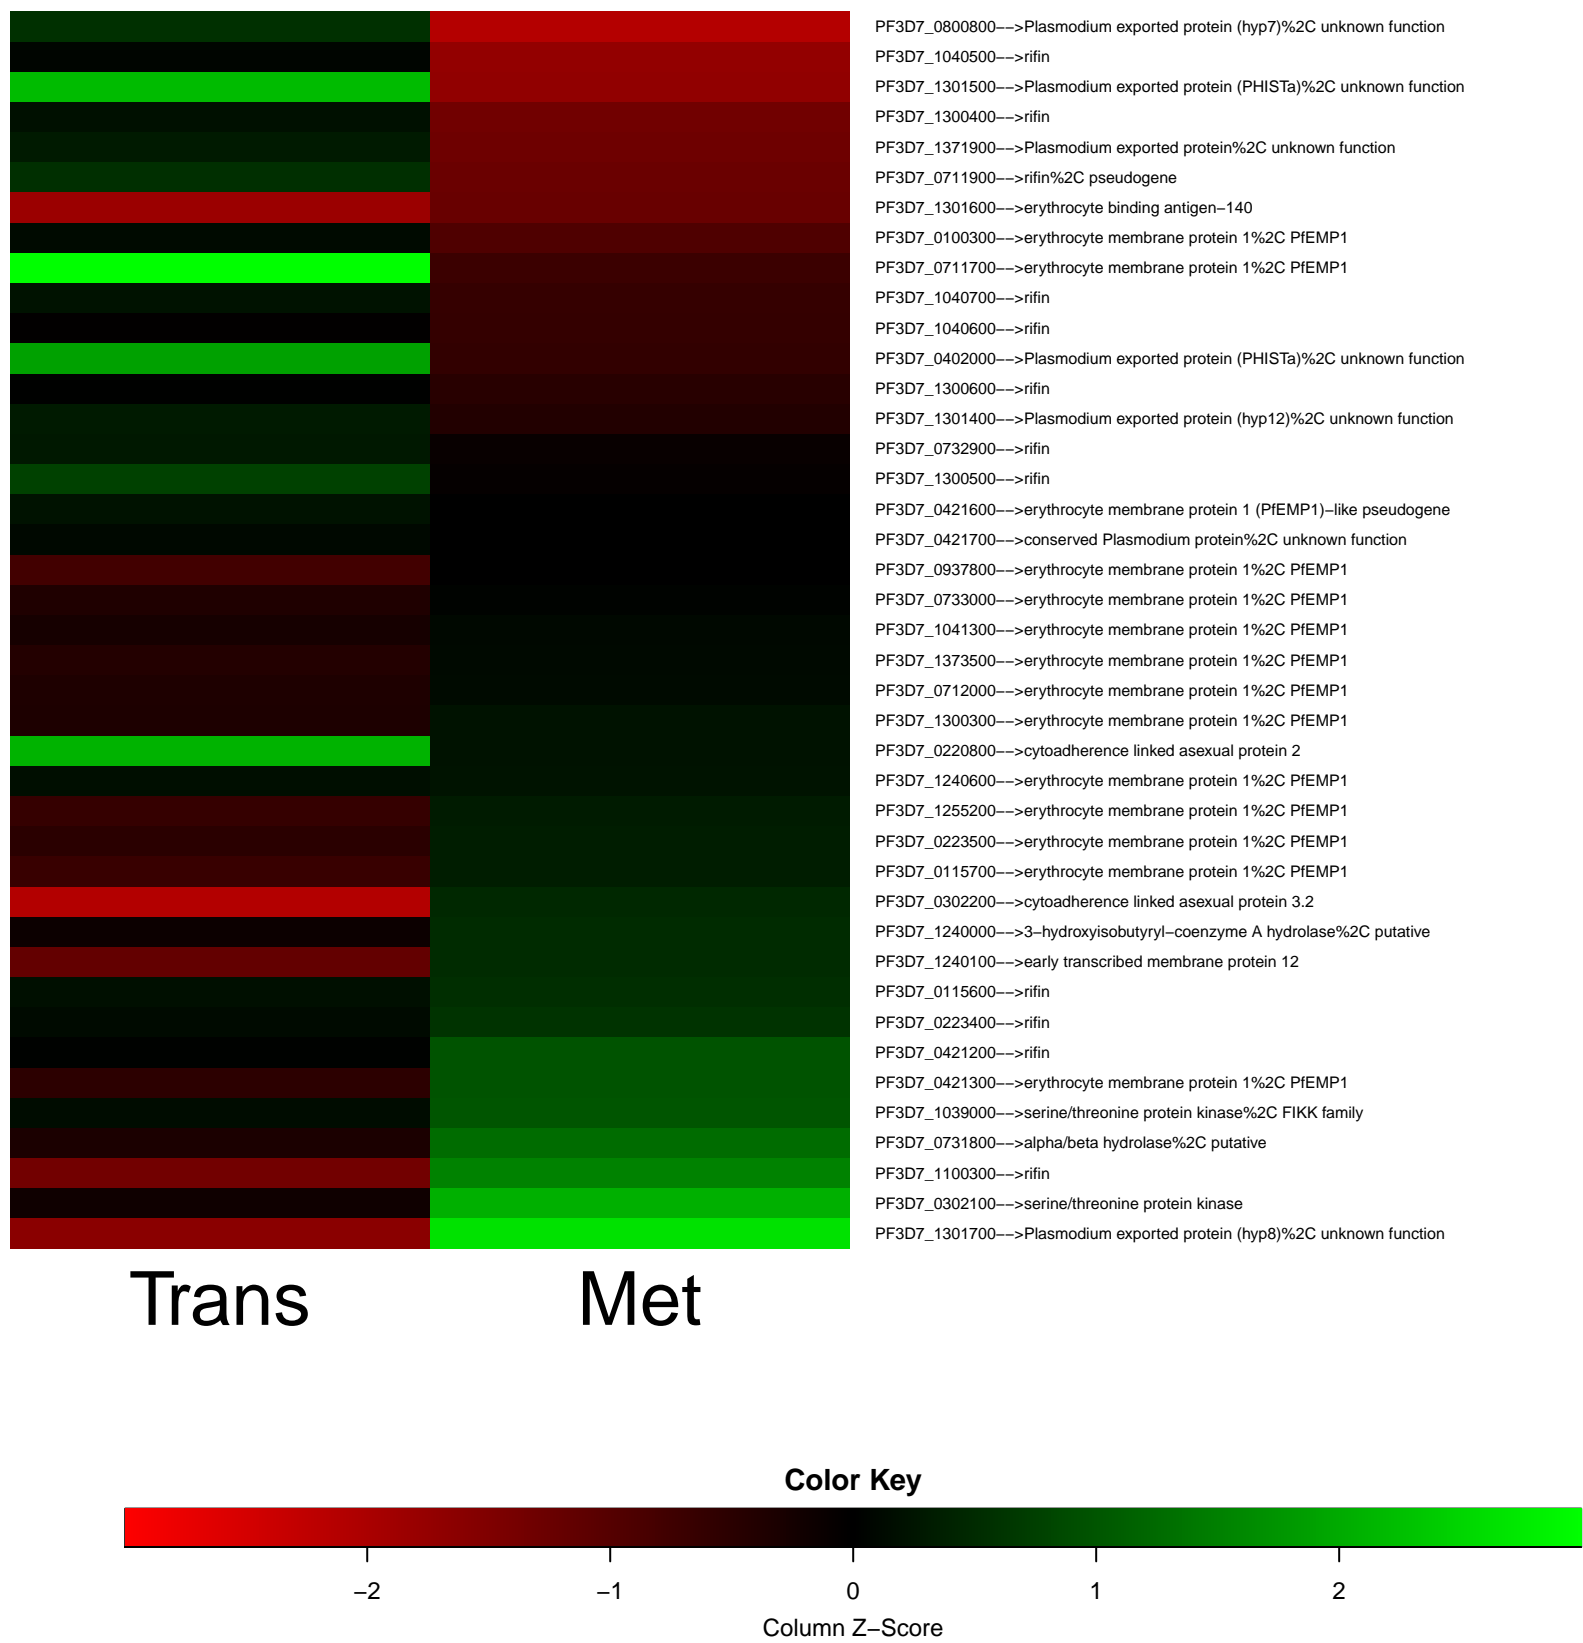 PF3D7_0800800−−>Plasmodium exported protein (hyp7)%2C unknown function
PF3D7_1040500−−>rifin
PF3D7_1301500−−>Plasmodium exported protein (PHISTa)%2C unknown function
PF3D7_1300400−−>rifin
PF3D7_1371900−−>Plasmodium exported protein%2C unknown function
PF3D7_0711900−−>rifin%2C pseudogene
PF3D7_1301600−−>erythrocyte binding antigen−140
PF3D7_0100300−−>erythrocyte membrane protein 1%2C PfEMP1
PF3D7_0711700−−>erythrocyte membrane protein 1%2C PfEMP1
PF3D7_1040700−−>rifin
PF3D7_1040600−−>rifin
PF3D7_0402000−−>Plasmodium exported protein (PHISTa)%2C unknown function
PF3D7_1300600−−>rifin
PF3D7_1301400−−>Plasmodium exported protein (hyp12)%2C unknown function
PF3D7_0732900−−>rifin
PF3D7_1300500−−>rifin
PF3D7_0421600−−>erythrocyte membrane protein 1 (PfEMP1)−like pseudogene
PF3D7_0421700−−>conserved Plasmodium protein%2C unknown function
PF3D7_0937800−−>erythrocyte membrane protein 1%2C PfEMP1
PF3D7_0733000−−>erythrocyte membrane protein 1%2C PfEMP1
PF3D7_1041300−−>erythrocyte membrane protein 1%2C PfEMP1
PF3D7_1373500−−>erythrocyte membrane protein 1%2C PfEMP1
PF3D7_0712000−−>erythrocyte membrane protein 1%2C PfEMP1
PF3D7_1300300−−>erythrocyte membrane protein 1%2C PfEMP1
PF3D7_0220800−−>cytoadherence linked asexual protein 2
PF3D7_1240600−−>erythrocyte membrane protein 1%2C PfEMP1
PF3D7_1255200−−>erythrocyte membrane protein 1%2C PfEMP1
PF3D7_0223500−−>erythrocyte membrane protein 1%2C PfEMP1
PF3D7_0115700−−>erythrocyte membrane protein 1%2C PfEMP1
PF3D7_0302200−−>cytoadherence linked asexual protein 3.2
PF3D7_1240000−−>3−hydroxyisobutyryl−coenzyme A hydrolase%2C putative
PF3D7_1240100−−>early transcribed membrane protein 12
PF3D7_0115600−−>rifin
PF3D7_0223400−−>rifin
PF3D7_0421200−−>rifin
PF3D7_0421300−−>erythrocyte membrane protein 1%2C PfEMP1
PF3D7_1039000−−>serine/threonine protein kinase%2C FIKK family
PF3D7_0731800−−>alpha/beta hydrolase%2C putative
PF3D7_1100300−−>rifin
PF3D7_0302100−−>serine/threonine protein kinase
PF3D7_1301700−−>Plasmodium exported protein (hyp8)%2C unknown function
Trans Met
Color Key
−2 −1 0 1 2
Column Z−Score